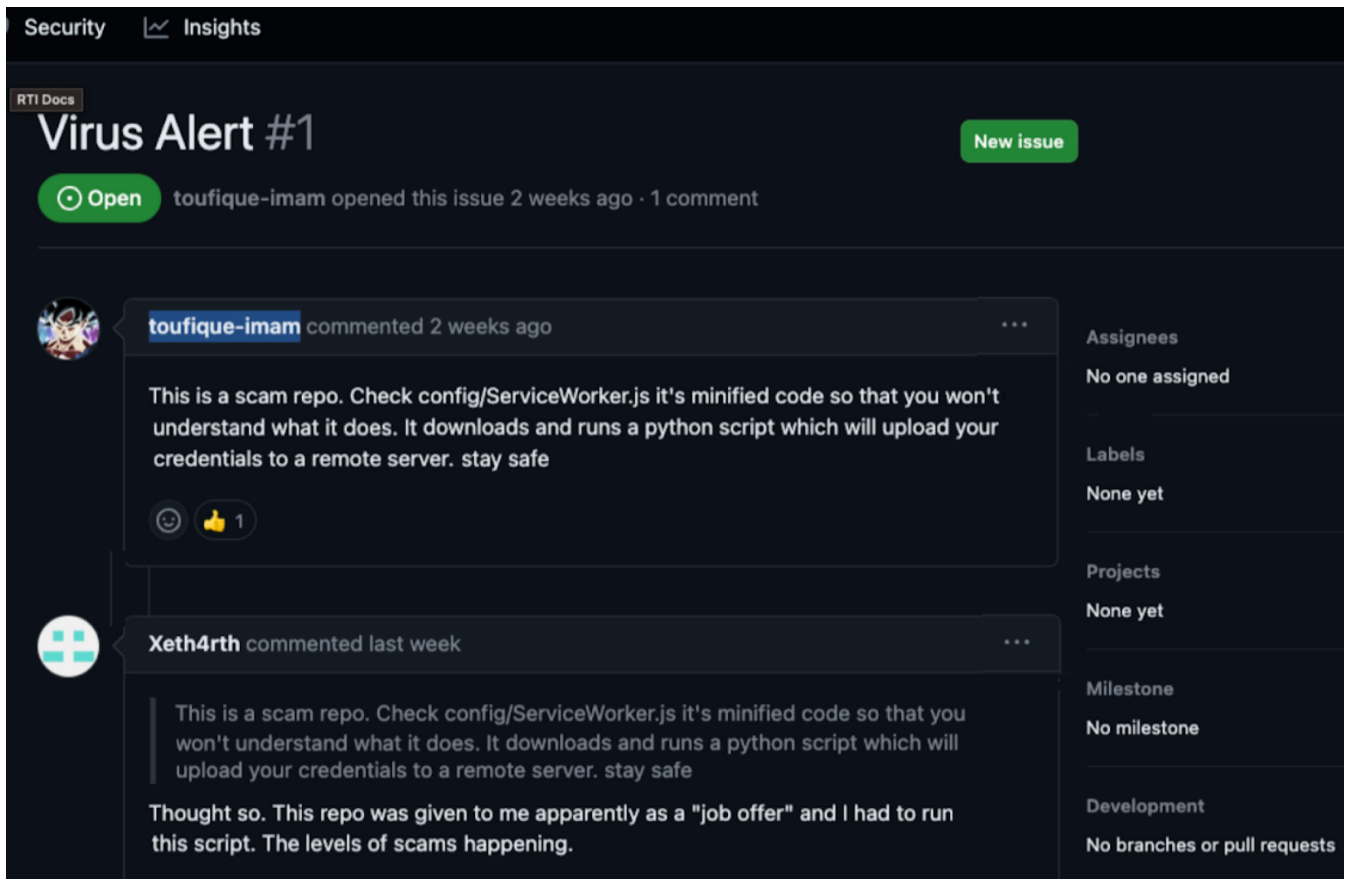 Security Insights
RTI Docs
Virus Alert #1
New issue
Open toufique-imam opened this issue 2 weeks ago · 1 comment
toufique-imam commented 2 weeks ago
This is a scam repo. Check config/ServiceWorker.js it's minified code so that you won't
understand what it does. It downloads and runs a python script which will upload your
credentials to a remote server. stay safe
1
Xeth4rth commented last week
This is a scam repo. Check config/ServiceWorker.js it's minified code so that you
won't understand what it does. It downloads and runs a python script which will
upload your credentials to a remote server. stay safe
Thought so. This repo was given to me apparently as a "job offer" and I had to run
this script. The levels of scams happening.
Assignees
No one assigned
Labels
None yet
Projects
None yet
Milestone
No milestone
Development
No branches or pull requests